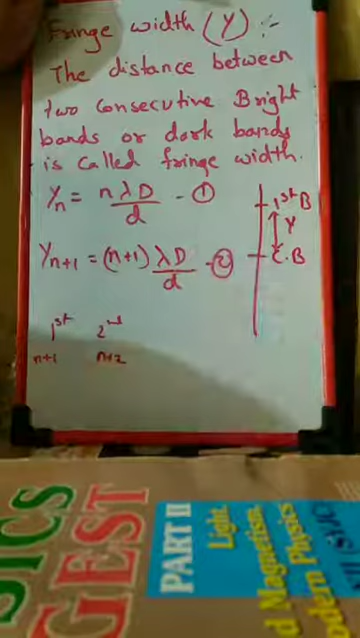 Fringe width (Y) :-
The distance between
two Consecutive Bright
bands or dark bands
is Called fringe width.
Yn = nλD/d - ①
1st B
Y
C.B
Yn+1 = (n+1) λD/d - ②
1st 2nd
n+1 n+2
PART II
Light,
d Magnetism,
odern Physics
SICS
GEST